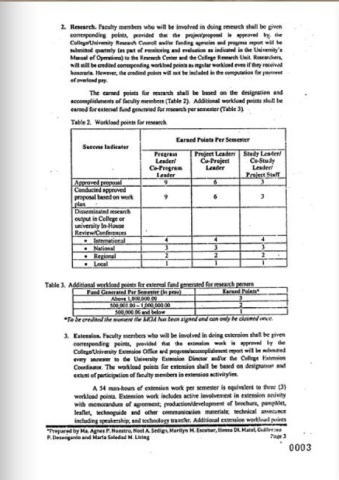 2. Research. Faculty members who will be involved in doing research shall be given
corresponding points, provided that the project/proposal is approved by the
College/University Research Council and/or funding agencies and progress report will be
submitted quarterly (as part of monitoring and evaluation as indicated in the University's
Manual of Operations) to the Research Center and the College Research Unit. Researchers,
will still be credited corresponding workload points as regular workload even if they received
honoraria. However, the credited points will not be included in the computation for payment
of overload pay.
The earned points for research shall be based on the designation and
accomplishments of faculty members (Table 2). Additional workload points shall be
earned for external fund generated for research per semester (Table 3).
Table 2. Workload points for research
Success Indicator
Earned Points Per Semester
Program Leader/ Co-Program Leader
Project Leader/ Co-Project Leader
Study Leader/ Co-Study Leader/ Project Staff
Approved proposal 9 6 3
Conducted approved
proposal based on work 9 6 3
plan
Disseminated research
output in College or
university In-House
Review/Conferences
• International 4 4 4
• National 3 3 3
• Regional 2 2 2
• Local 1 1 1
Table 3. Additional workload points for external fund generated for research persem
Fund Generated Per Semester (in peso) Earned Points*
Above 1,000,000.00 3
500,001.00 – 1,000,000.00 2
500,000.00 and below
*To be credited the moment the MOA has been signed and can only be claimed once.
3. Extension. Faculty members who will be involved in doing extension shall be given
corresponding points, provided that the extension work is approved by the
College/University Extension Office and progress/accomplishment report will be submitted
every semester to the University Extension Director and/or the College Extension
Coordinator. The workload points for extension shall be based on designation and
extent of participation of faculty members in extension activity/ies.
A 54 man-hours of extension work per semester is equivalent to three (3)
workload points. Extension work includes active involvement in extension activity
with memorandum of agreement; production/development of brochure, pamphlet,
leaflet, technoguide and other communication materials; technical assistance
including speakership; and technology transfer. Additional extension workload points
*Prepared by Ma. Agnes P. Nuestro, Noel A. Sedigo, Marilyn M. Escobar, Ilness DL Matel, Guillermo
P. Desengano and Maria Soledad M. Lising Page 3
0003